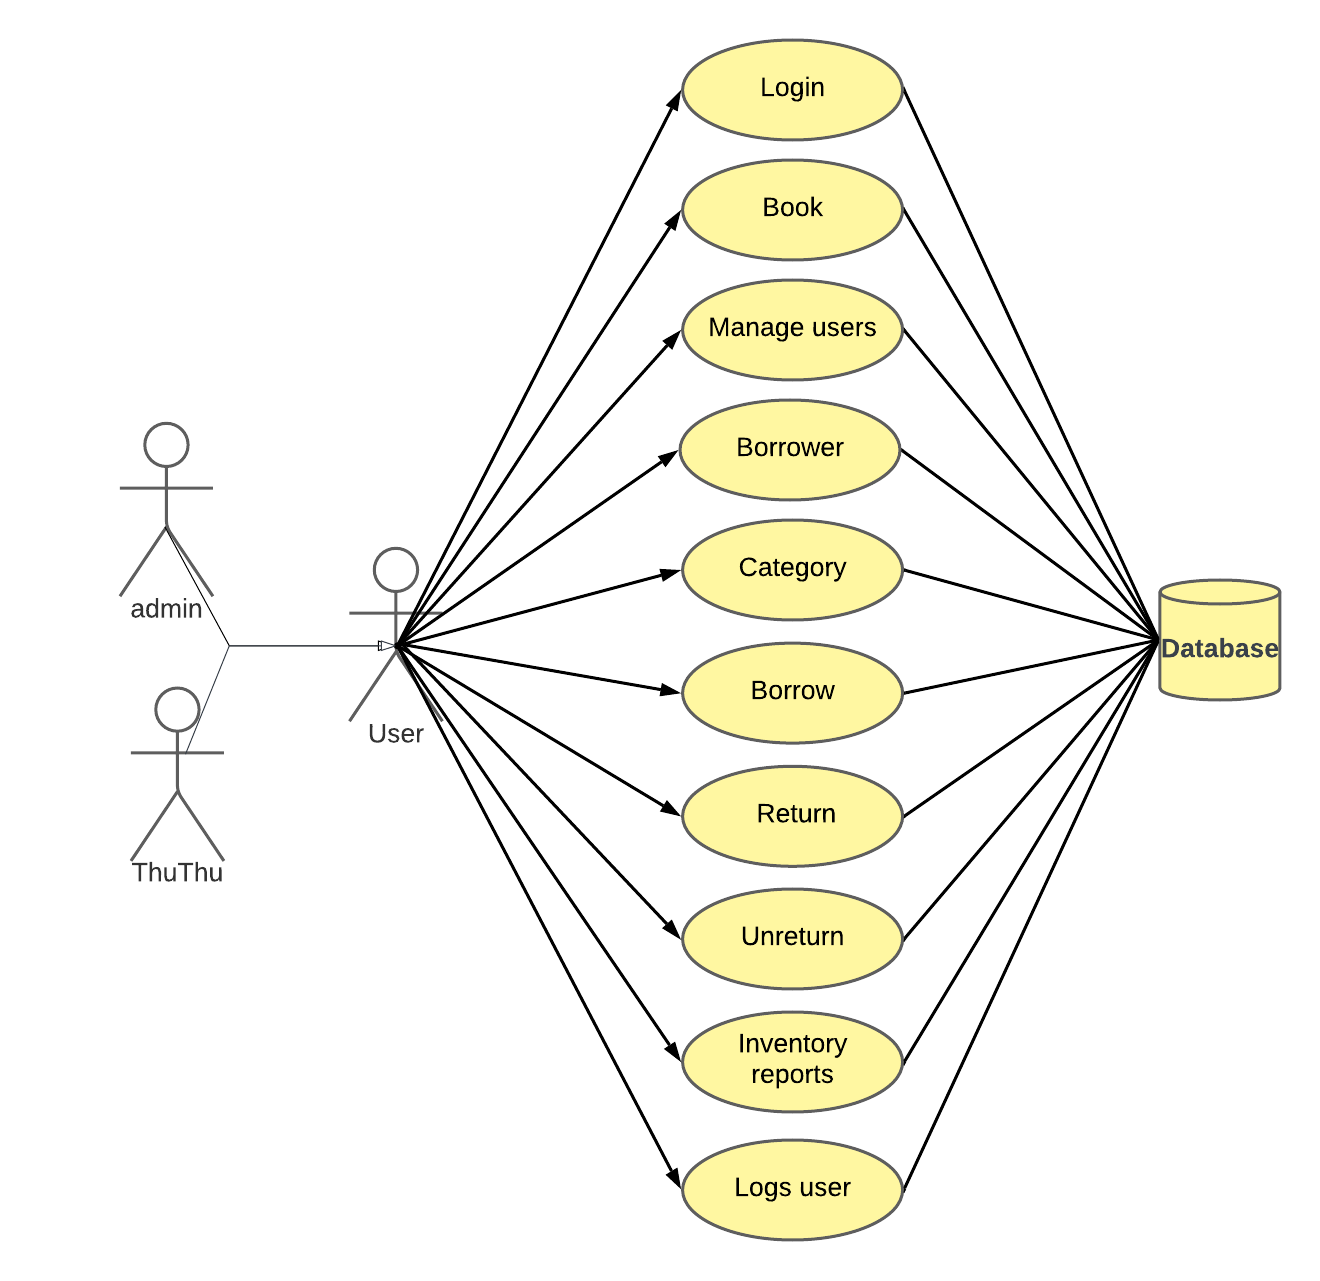 Login
Book
Manage users
Borrower
Category
Borrow
Return
Unreturn
Inventory
reports
Logs user
admin
ThuThu
User
Database